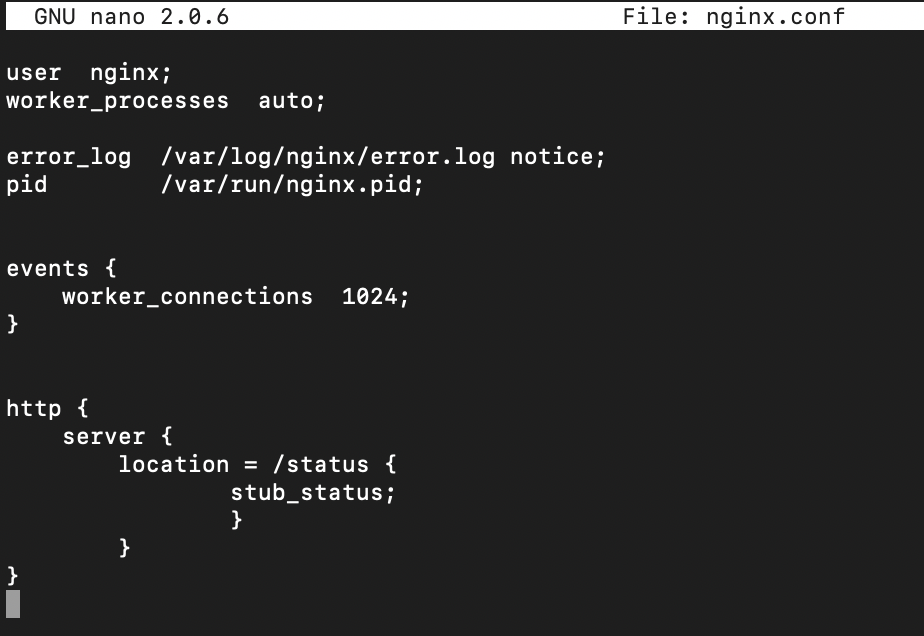 GNU nano 2.0.6 File: nginx.conf
user  nginx;
worker_processes  auto;
error_log  /var/log/nginx/error.log notice;
pid        /var/run/nginx.pid;
events {
    worker_connections  1024;
}
http {
    server {
        location = /status {
                stub_status;
                }
        }
}